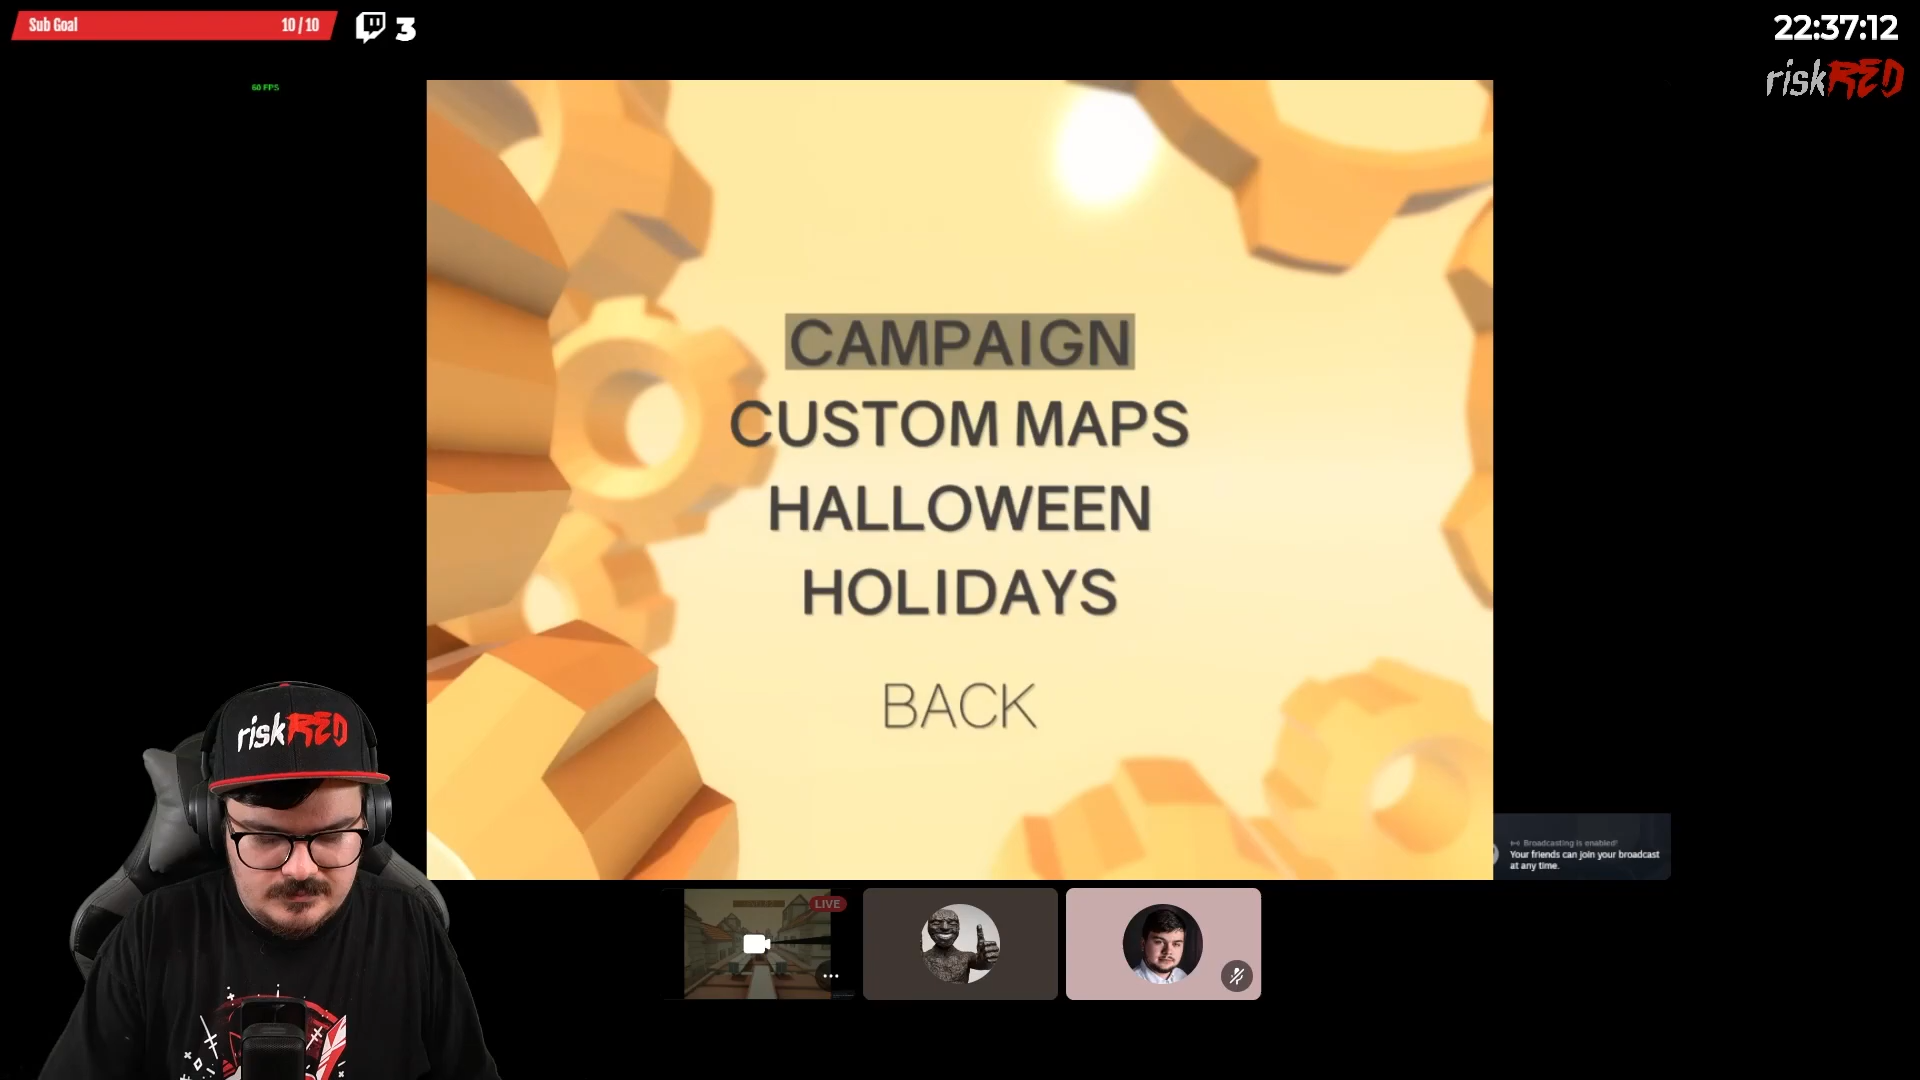 Sub Goal 10 / 10
3
22:37:12
riskRED
60 FPS
CAMPAIGN
CUSTOM MAPS
HALLOWEEN
HOLIDAYS
BACK
riskRED
Broadcasting is enabled!
Your friends can join your broadcast
at any time.
LIVE